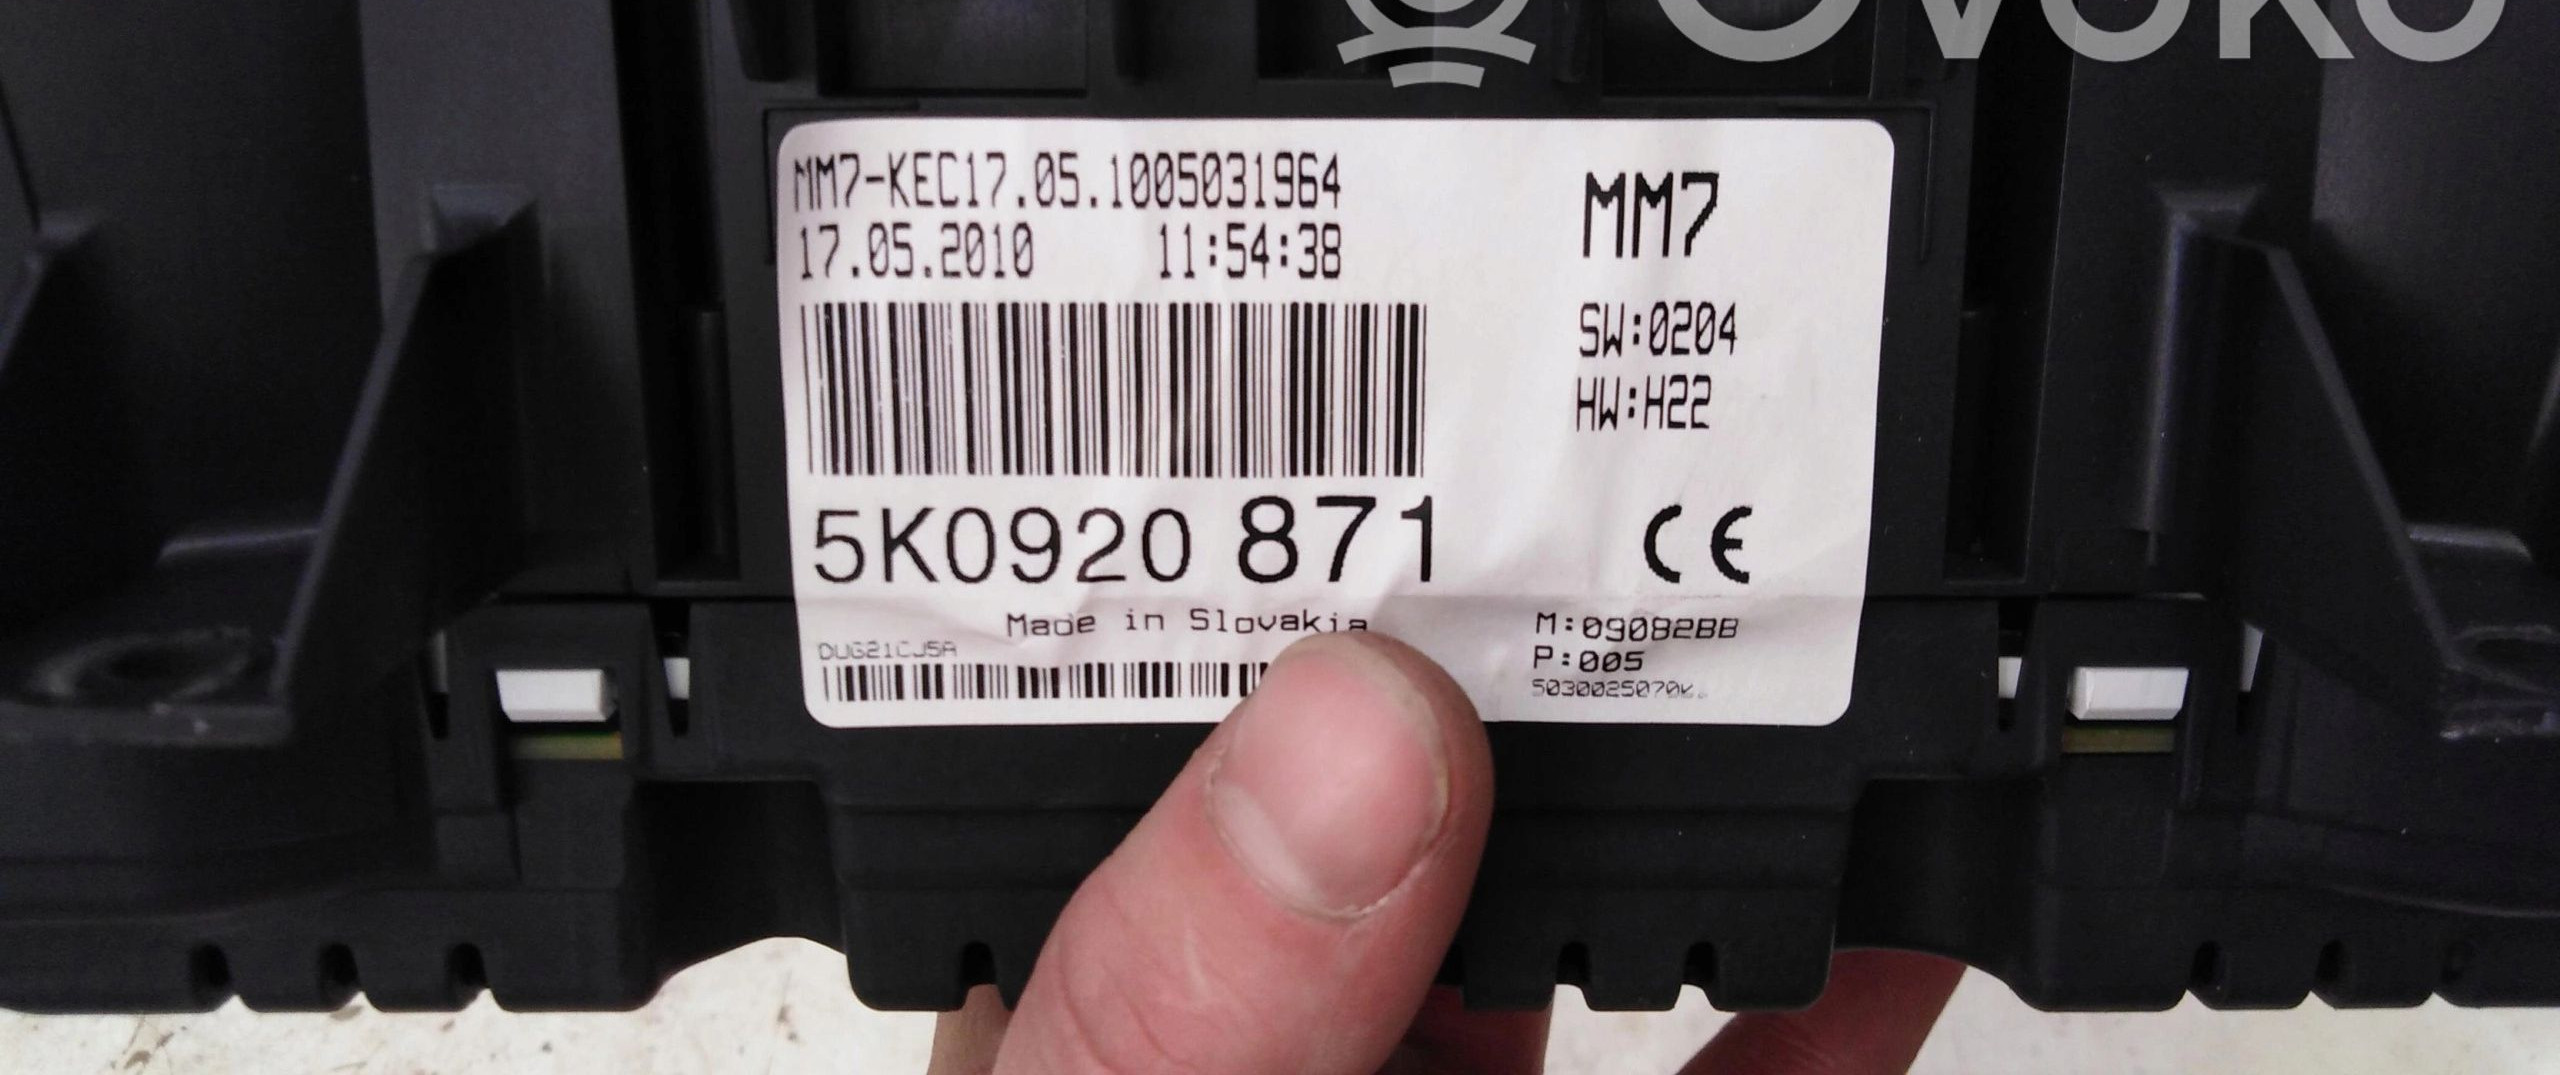 Ovoko
MM7-KEC17.05.1005031964
17.05.2010 11:54:38
MM7
SW:0204
HW:H22
5K0920 871
CE
Made in Slovakia
DUG21CJ5A
M:09082BB
P:005